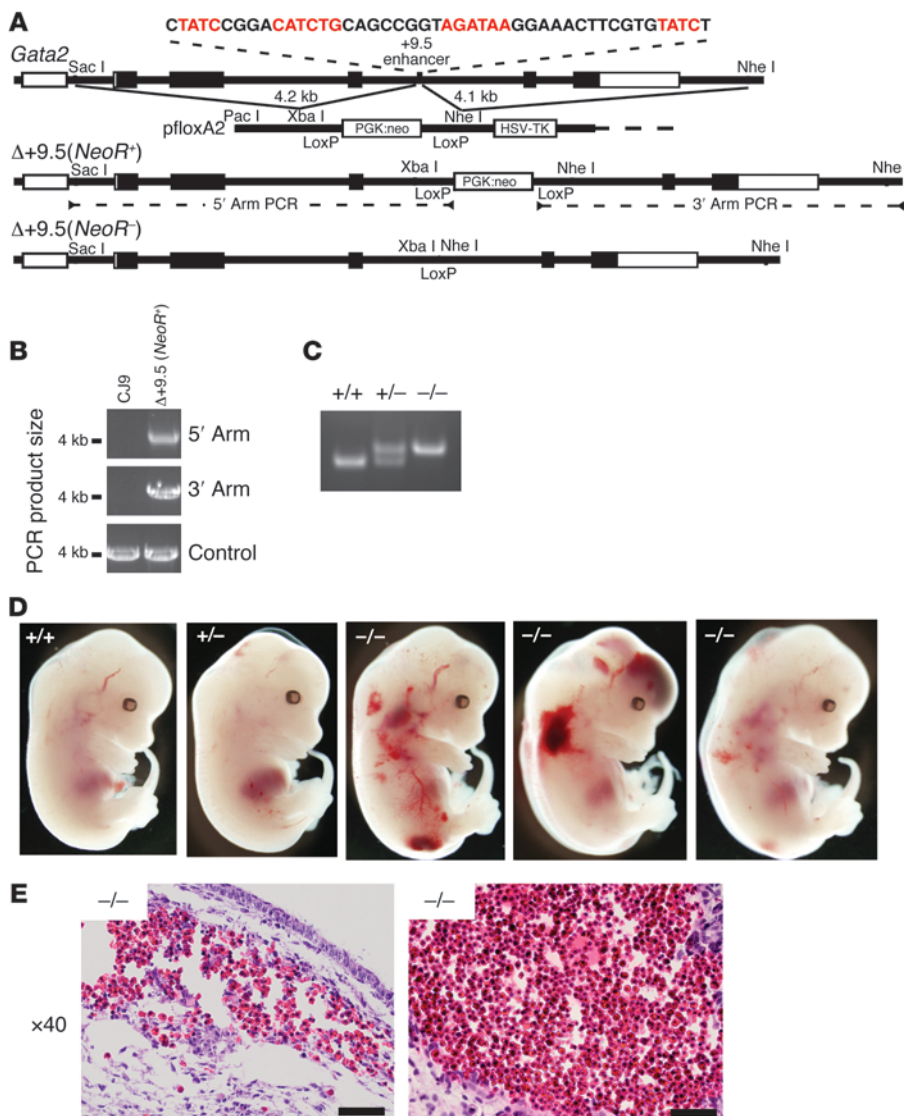 A
CTATCCGGACATCTGCAGCCGGTAGATAAGGAAACTTCGTGTATCT
Gata2
Sac I
+9.5
enhancer
Nhe I
4.2 kb
4.1 kb
pfloxA2
Pac I
Xba I
LoxP
PGK:neo
Nhe I
LoxP
HSV-TK
Δ+9.5(NeoR⁺)
Sac I
Xba I
LoxP
PGK:neo
Nhe I
LoxP
Nhe
5′ Arm PCR
3′ Arm PCR
Δ+9.5(NeoR⁻)
Sac I
Xba I
Nhe I
LoxP
Nhe I
B
PCR product size
CJ9
Δ+9.5 (NeoR⁺)
4 kb
5′ Arm
4 kb
3′ Arm
4 kb
Control
C
+/+
+/−
−/−
D
+/+
+/−
−/−
−/−
−/−
E
−/−
−/−
×40